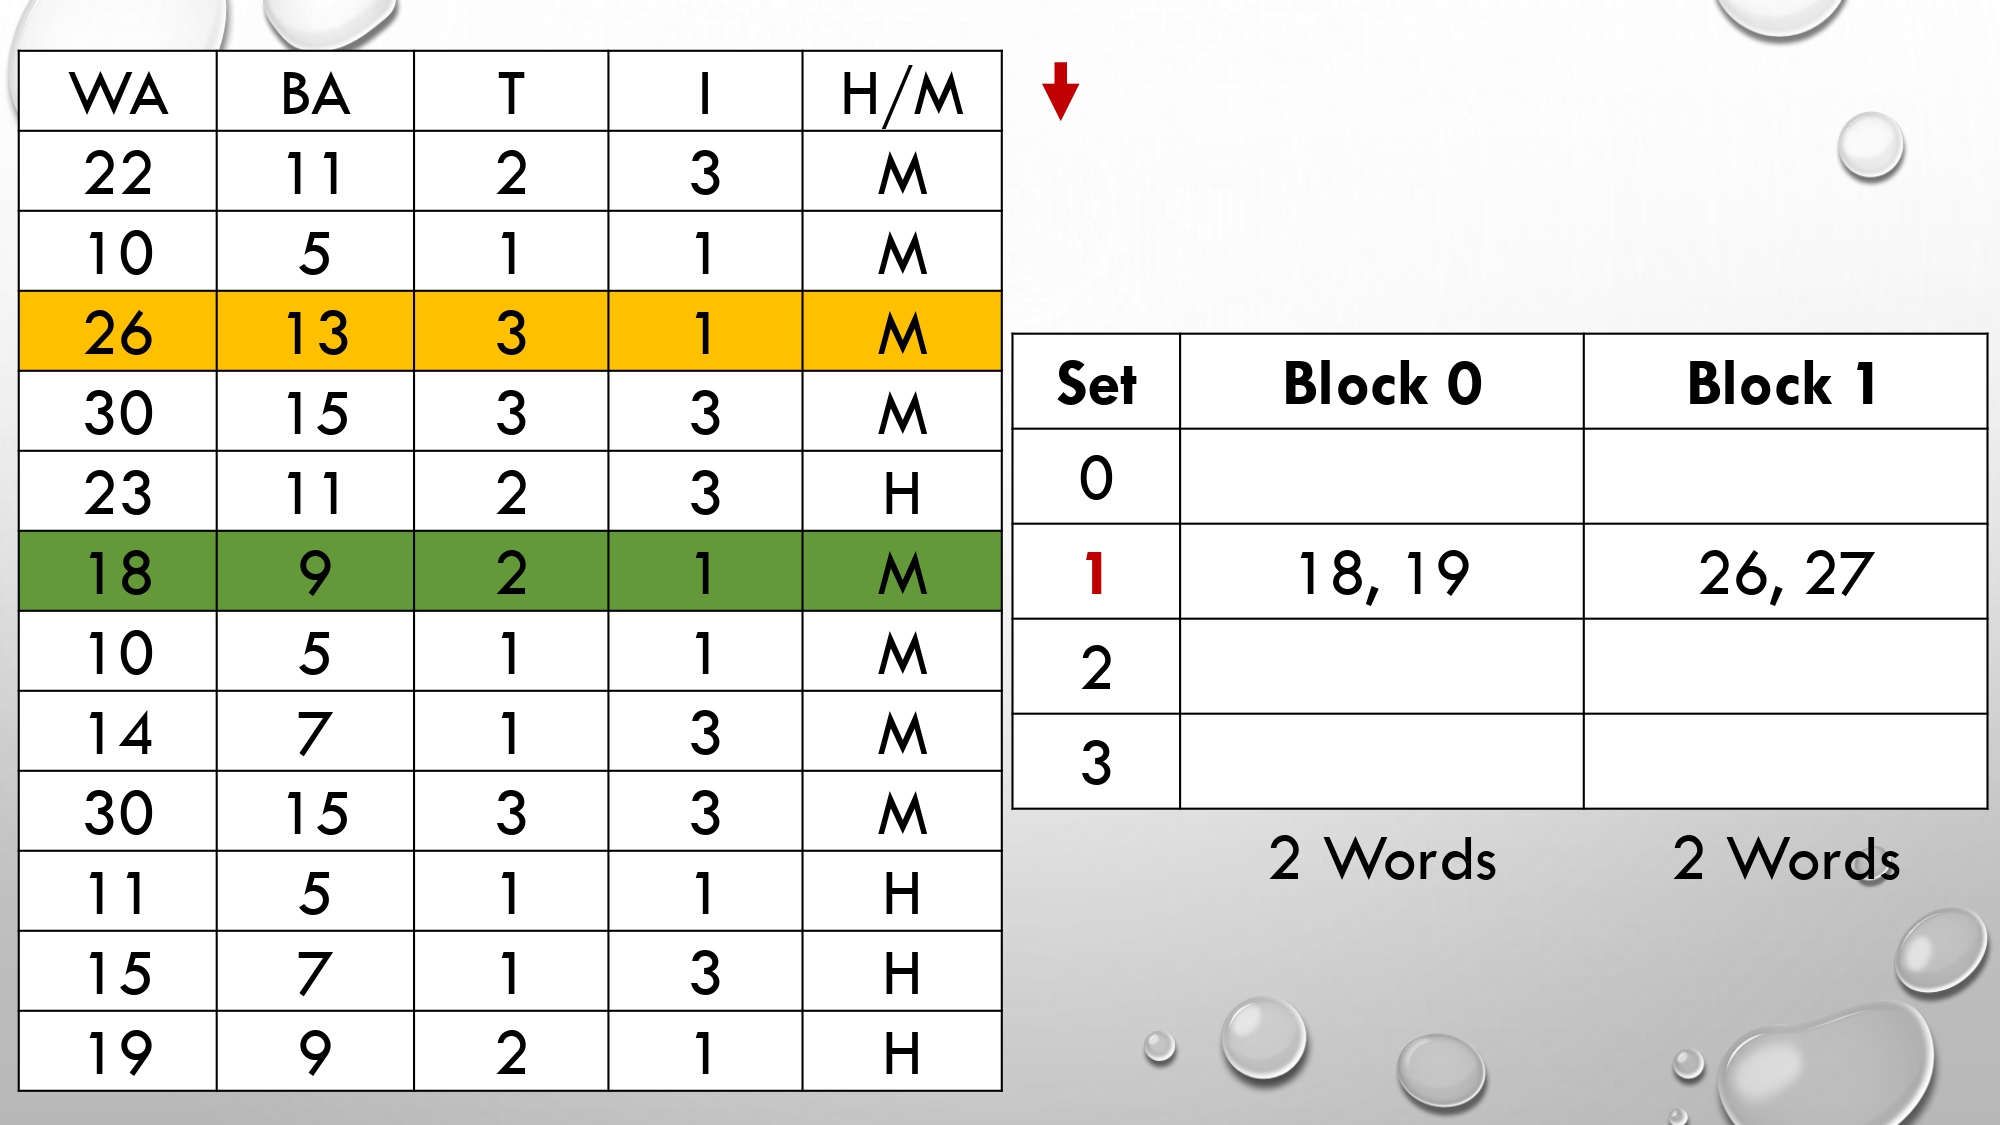 WA BA T I H/M
22 11 2 3 M
10 5 1 1 M
26 13 3 1 M
30 15 3 3 M
23 11 2 3 H
18 9 2 1 M
10 5 1 1 M
14 7 1 3 M
30 15 3 3 M
11 5 1 1 H
15 7 1 3 H
19 9 2 1 H
Set Block 0 Block 1
0
1 18, 19 26, 27
2
3
2 Words 2 Words